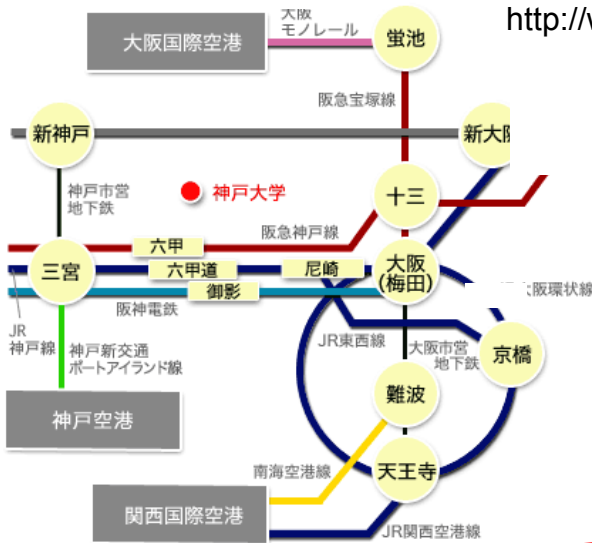 大阪
モノレール
http://w
大阪国際空港
蛍池
阪急宝塚線
新神戸
新大阪
神戸市営
地下鉄
神戸大学
十三
阪急神戸線
六甲
三宮
六甲道
尼崎
大阪
(梅田)
御影
大阪環状線
阪神電鉄
JR
神戸線
神戸新交通
ポートアイランド線
JR東西線
大阪市営
地下鉄
京橋
難波
神戸空港
南海空港線
天王寺
関西国際空港
JR関西空港線